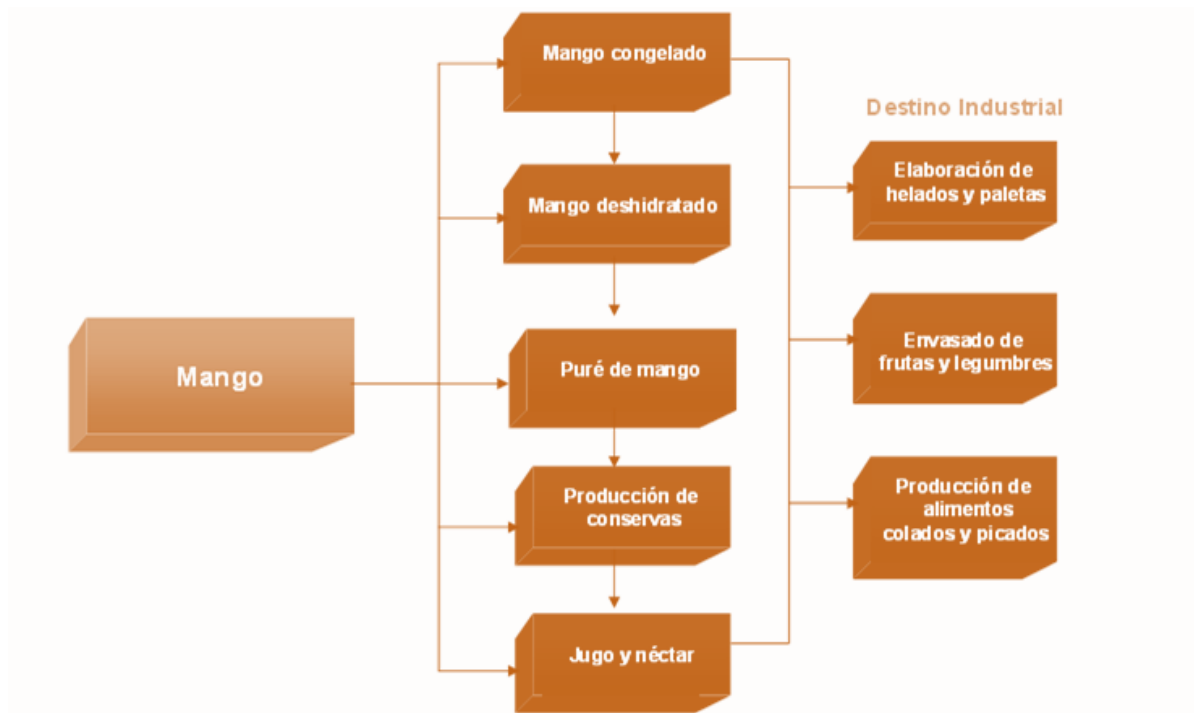 Mango
Mango congelado
Mango deshidratado
Puré de mango
Producción de
conservas
Jugo y néctar
Destino Industrial
Elaboración de
helados y paletas
Envasado de
frutas y legumbres
Producción de
alimentos
colados y picados